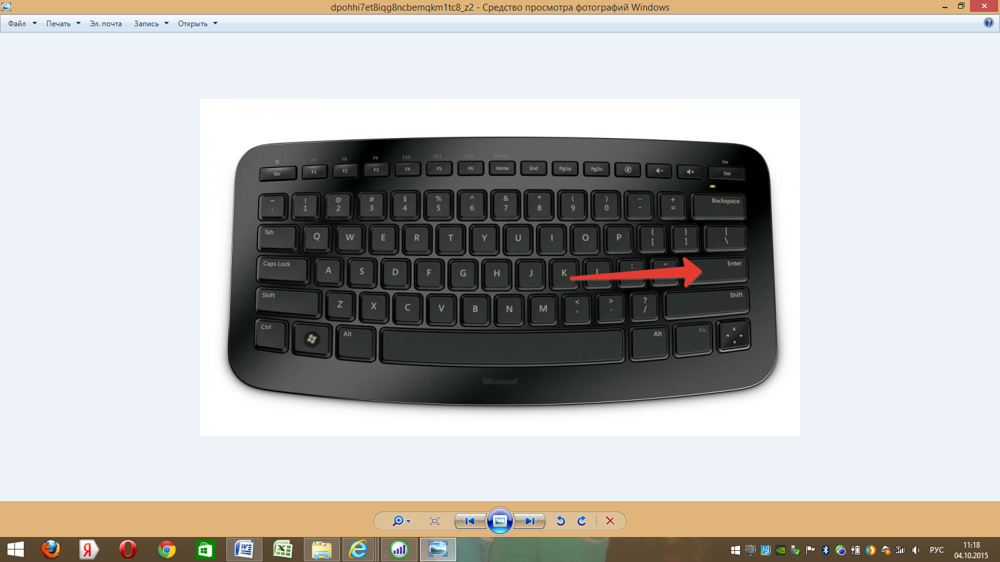 dpohhi7et8iqg8ncbemqkm1tc8_z2 - Средство просмотра фотографий Windows
Файл Печать Эл. почта Запись Открыть
F7 F8 F9 F10 F11 F12 PrtScn Ins
Esc F1 F2 F3 F4 F5 F6 Home End PgUp PgDn Del
~ ! @ # $ % ^ & * ( ) _ + Backspace
` 1 2 3 4 5 6 7 8 9 0 - =
Tab Q W E R T Y U I O P { [ } ] | \
Caps Lock A S D F G H J K L : " Enter
Shift Z X C V B N M < , > . ? / Shift
Ctrl Alt Alt Fn
Microsoft
РУС 11:18
04.10.2015